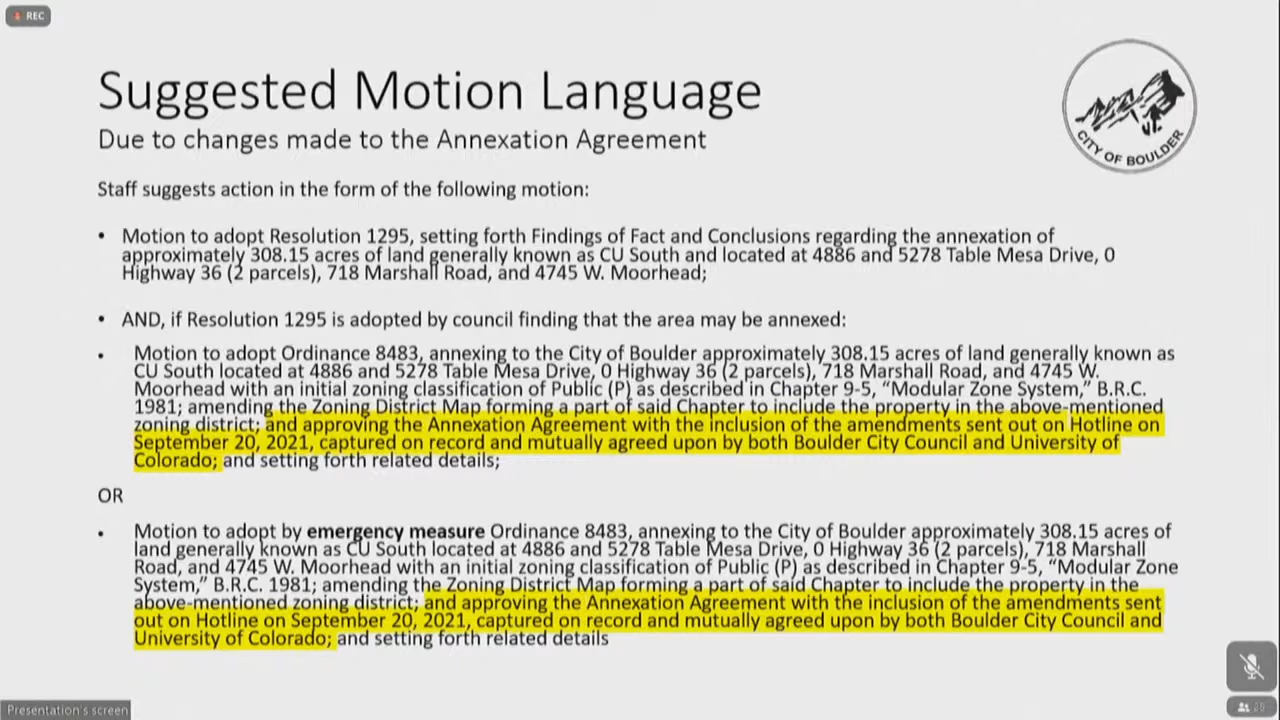 REC
Suggested Motion Language
Due to changes made to the Annexation Agreement
CITY OF BOULDER
Staff suggests action in the form of the following motion:
• Motion to adopt Resolution 1295, setting forth Findings of Fact and Conclusions regarding the annexation of
approximately 308.15 acres of land generally known as CU South and located at 4886 and 5278 Table Mesa Drive, 0
Highway 36 (2 parcels), 718 Marshall Road, and 4745 W. Moorhead;
• AND, if Resolution 1295 is adopted by council finding that the area may be annexed:
• Motion to adopt Ordinance 8483, annexing to the City of Boulder approximately 308.15 acres of land generally known as
CU South located at 4886 and 5278 Table Mesa Drive, 0 Highway 36 (2 parcels), 718 Marshall Road, and 4745 W.
Moorhead with an initial zoning classification of Public (P) as described in Chapter 9-5, “Modular Zone System,” B.R.C.
1981; amending the Zoning District Map forming a part of said Chapter to include the property in the above-mentioned
zoning district; and approving the Annexation Agreement with the inclusion of the amendments sent out on Hotline on
September 20, 2021, captured on record and mutually agreed upon by both Boulder City Council and University of
Colorado; and setting forth related details;
OR
• Motion to adopt by emergency measure Ordinance 8483, annexing to the City of Boulder approximately 308.15 acres of
land generally known as CU South located at 4886 and 5278 Table Mesa Drive, 0 Highway 36 (2 parcels), 718 Marshall
Road, and 4745 W. Moorhead with an initial zoning classification of Public (P) as described in Chapter 9-5, “Modular Zone
System,” B.R.C. 1981; amending the Zoning District Map forming a part of said Chapter to include the property in the
above-mentioned zoning district; and approving the Annexation Agreement with the inclusion of the amendments sent
out on Hotline on September 20, 2021, captured on record and mutually agreed upon by both Boulder City Council and
University of Colorado; and setting forth related details
Presentation's screen